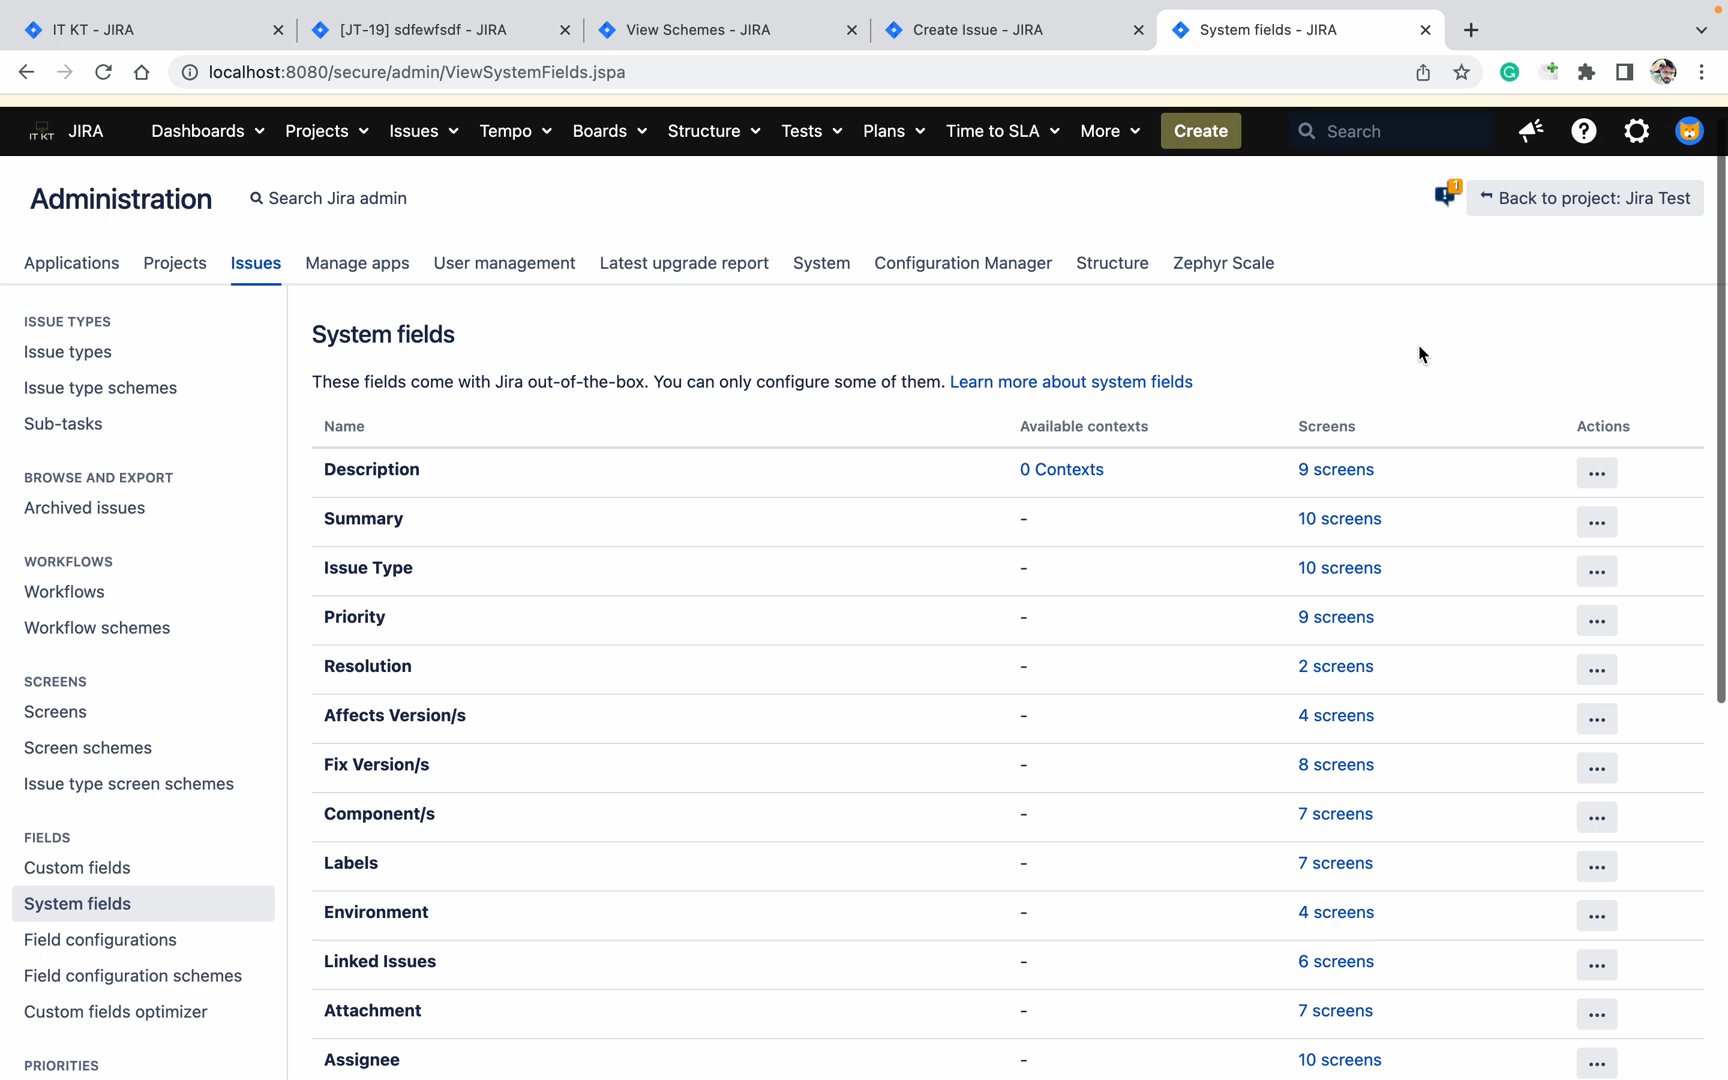 IT KT - JIRA
[JT-19] sdfewfsdf - JIRA
View Schemes - JIRA
Create Issue - JIRA
System fields - JIRA
localhost:8080/secure/admin/ViewSystemFields.jspa
IT KT JIRA Dashboards Projects Issues Tempo Boards Structure Tests Plans Time to SLA More Create Search
Administration Search Jira admin 1 Back to project: Jira Test
Applications Projects Issues Manage apps User management Latest upgrade report System Configuration Manager Structure Zephyr Scale
ISSUE TYPES
Issue types
Issue type schemes
Sub-tasks
BROWSE AND EXPORT
Archived issues
WORKFLOWS
Workflows
Workflow schemes
SCREENS
Screens
Screen schemes
Issue type screen schemes
FIELDS
Custom fields
System fields
Field configurations
Field configuration schemes
Custom fields optimizer
PRIORITIES
System fields
These fields come with Jira out-of-the-box. You can only configure some of them. Learn more about system fields
Name Available contexts Screens Actions
Description 0 Contexts 9 screens ...
Summary - 10 screens ...
Issue Type - 10 screens ...
Priority - 9 screens ...
Resolution - 2 screens ...
Affects Version/s - 4 screens ...
Fix Version/s - 8 screens ...
Component/s - 7 screens ...
Labels - 7 screens ...
Environment - 4 screens ...
Linked Issues - 6 screens ...
Attachment - 7 screens ...
Assignee - 10 screens ...